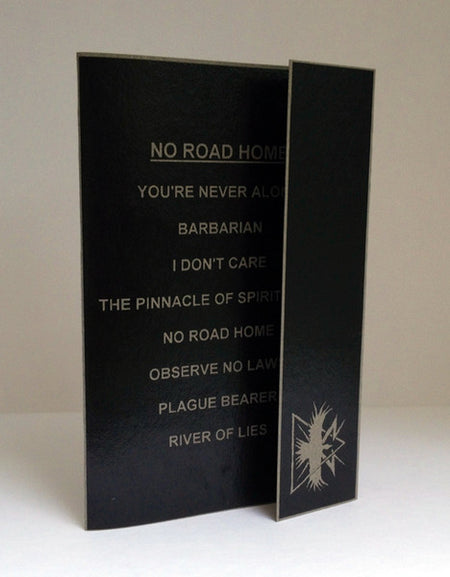 NO ROAD HOME
YOU'RE NEVER ALO
BARBARIAN
I DON'T CARE
THE PINNACLE OF SPIRIT
NO ROAD HOME
OBSERVE NO LAW
PLAGUE BEARER
RIVER OF LIES